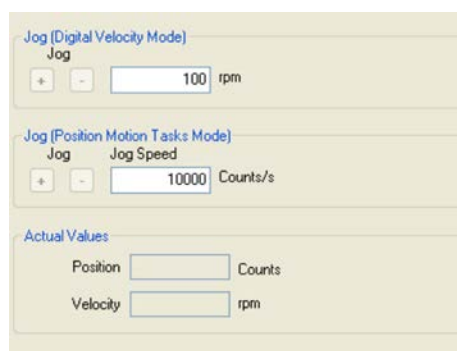 Jog (Digital Velocity Mode)
Jog
+ - 100 rpm
Jog (Position Motion Tasks Mode)
Jog Jog Speed
+ - 10000 Counts/s
Actual Values
Position Counts
Velocity rpm